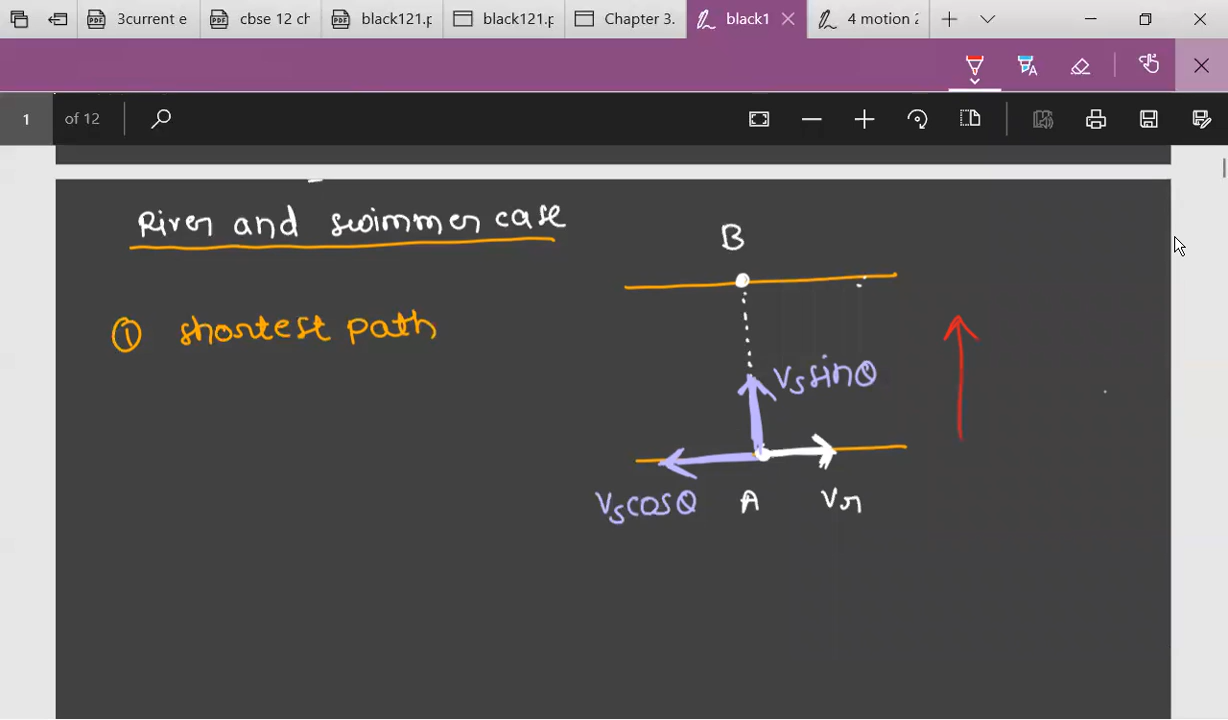 3current e
cbse 12 ch
black121.p
black121.p
Chapter 3.
black1
4 motion 2
1 of 12
River and swimmer case
B
① shortest path
Vs sinθ
Vs cosθ
A
Vr